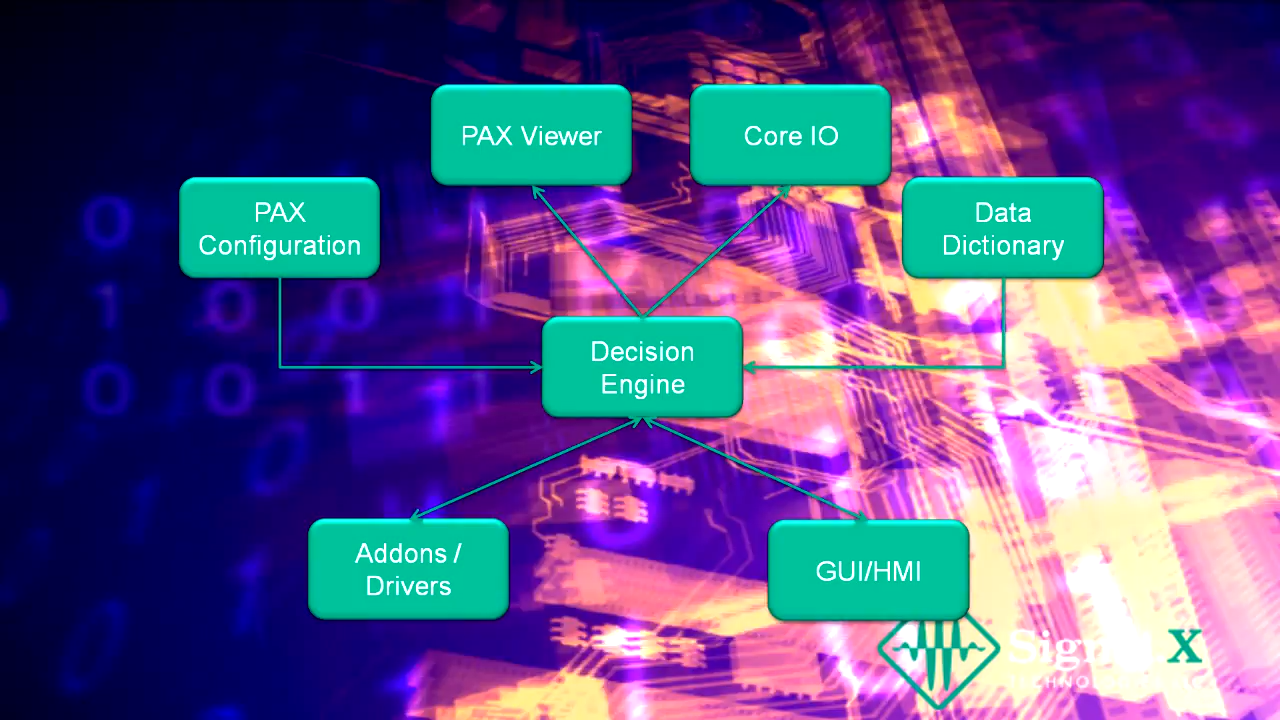 PAX Viewer
Core IO
PAX
Configuration
Data
Dictionary
Decision
Engine
Addons /
Drivers
GUI/HMI